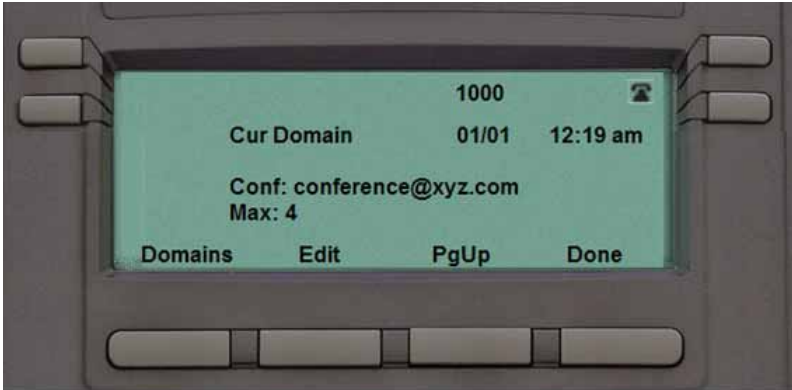 1000
Cur Domain 01/01 12:19 am
Conf: conference@xyz.com
Max: 4
Domains Edit PgUp Done